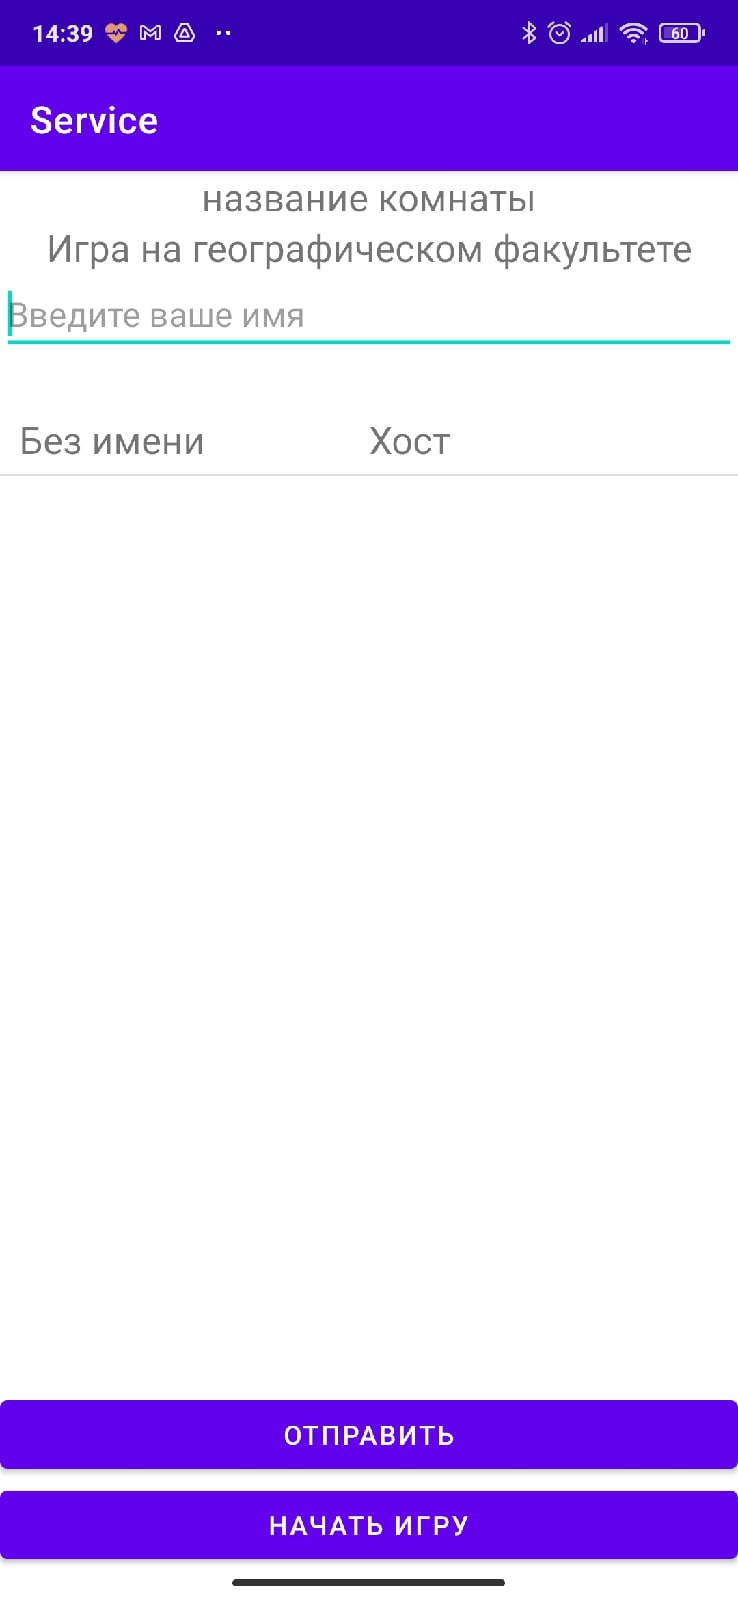 14:39 60
Service
название комнаты
Игра на географическом факультете
Введите ваше имя
Без имени Хост
ОТПРАВИТЬ
НАЧАТЬ ИГРУ